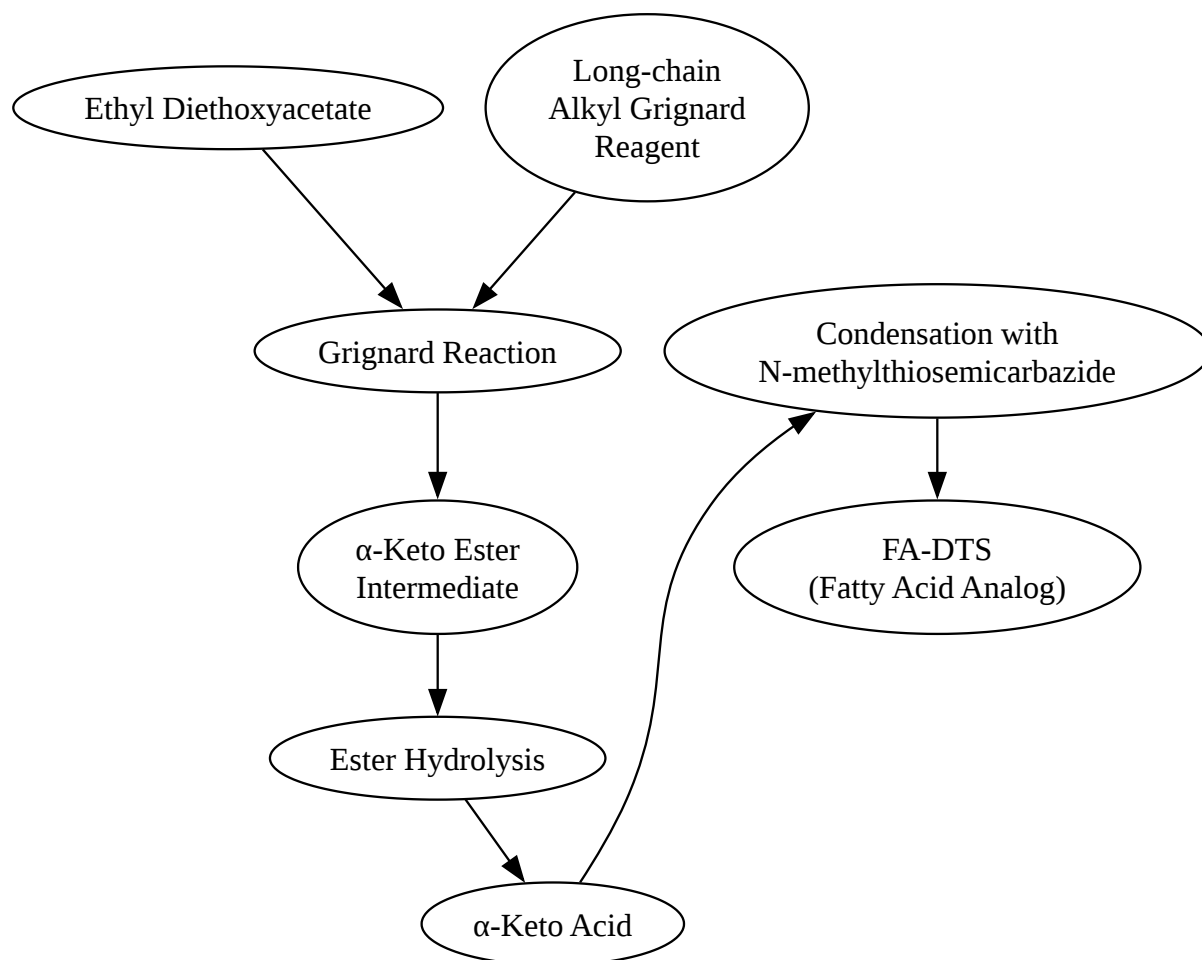 Ethyl Diethoxyacetate
Long-chain
Alkyl Grignard
Reagent
Grignard Reaction
Condensation with
N-methylthiosemicarbazide
α-Keto Ester
Intermediate
FA-DTS
(Fatty Acid Analog)
Ester Hydrolysis
α-Keto Acid